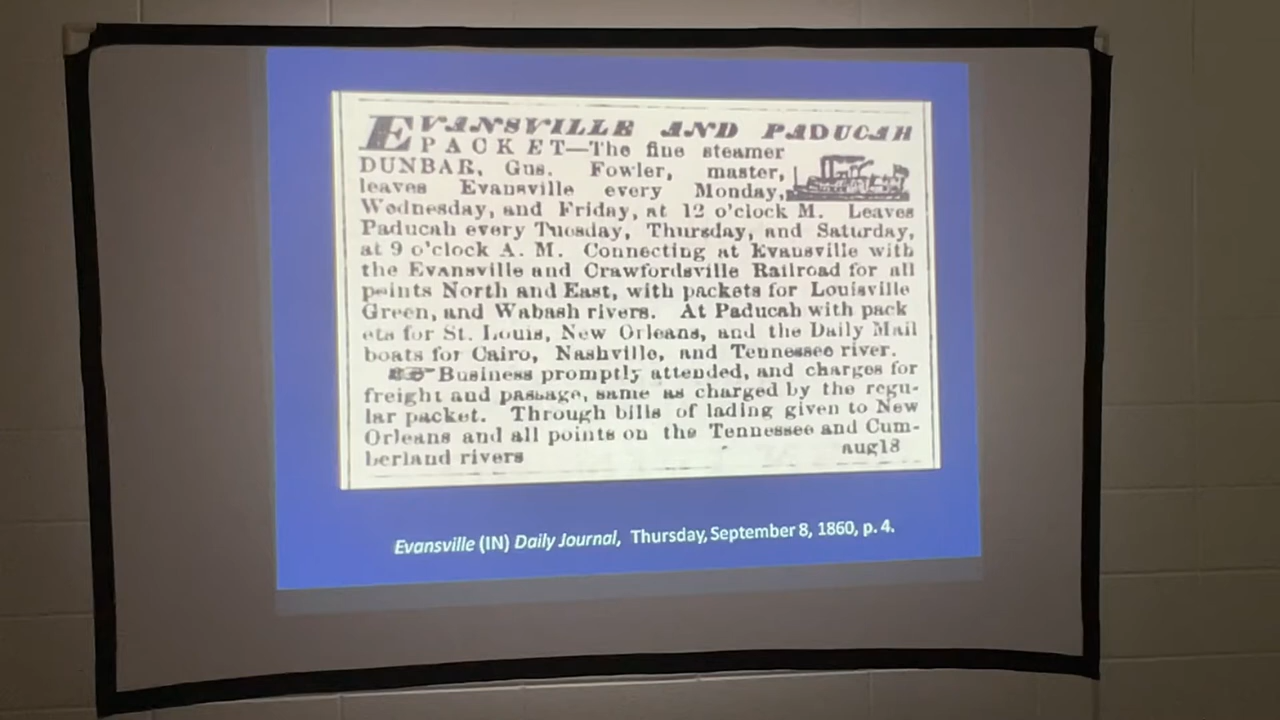 EVANSVILLE AND PADUCAH
PACKET—The fine steamer
DUNBAR, Gus. Fowler, master,
leaves Evansville every Monday,
Wednesday, and Friday, at 12 o'clock M. Leaves
Paducah every Tuesday, Thursday, and Saturday,
at 9 o'clock A. M. Connecting at Evansville with
the Evansville and Crawfordsville Railroad for all
points North and East, with packets for Louisville
Green, and Wabash rivers. At Paducah with pack
ets for St. Louis, New Orleans, and the Daily Mail
boats for Cairo, Nashville, and Tennessee river.
☞Business promptly attended, and charges for
freight and passage, same as charged by the regu-
lar packet. Through bills of lading given to New
Orleans and all points on the Tennessee and Cum-
berland rivers aug18
Evansville (IN) Daily Journal, Thursday, September 8, 1860, p. 4.